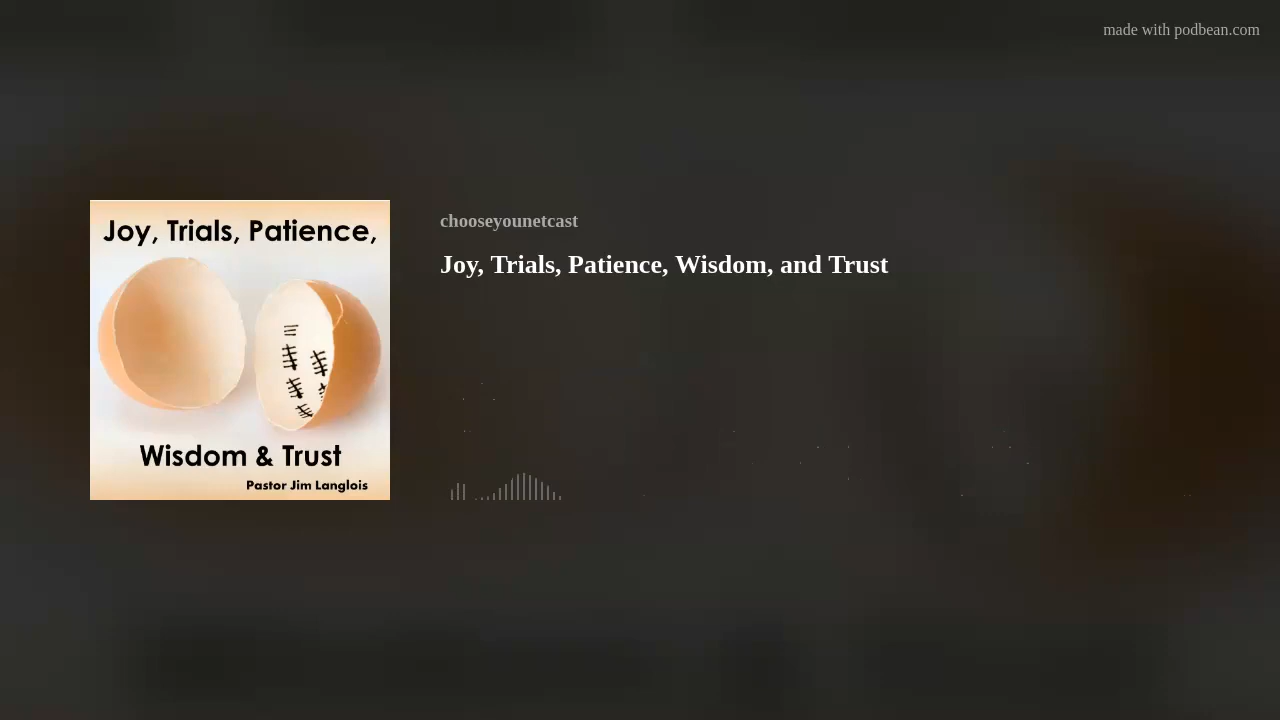 made with podbean.com
Joy, Trials, Patience,
Wisdom & Trust
Pastor Jim Langlois
chooseyounetcast
Joy, Trials, Patience, Wisdom, and Trust